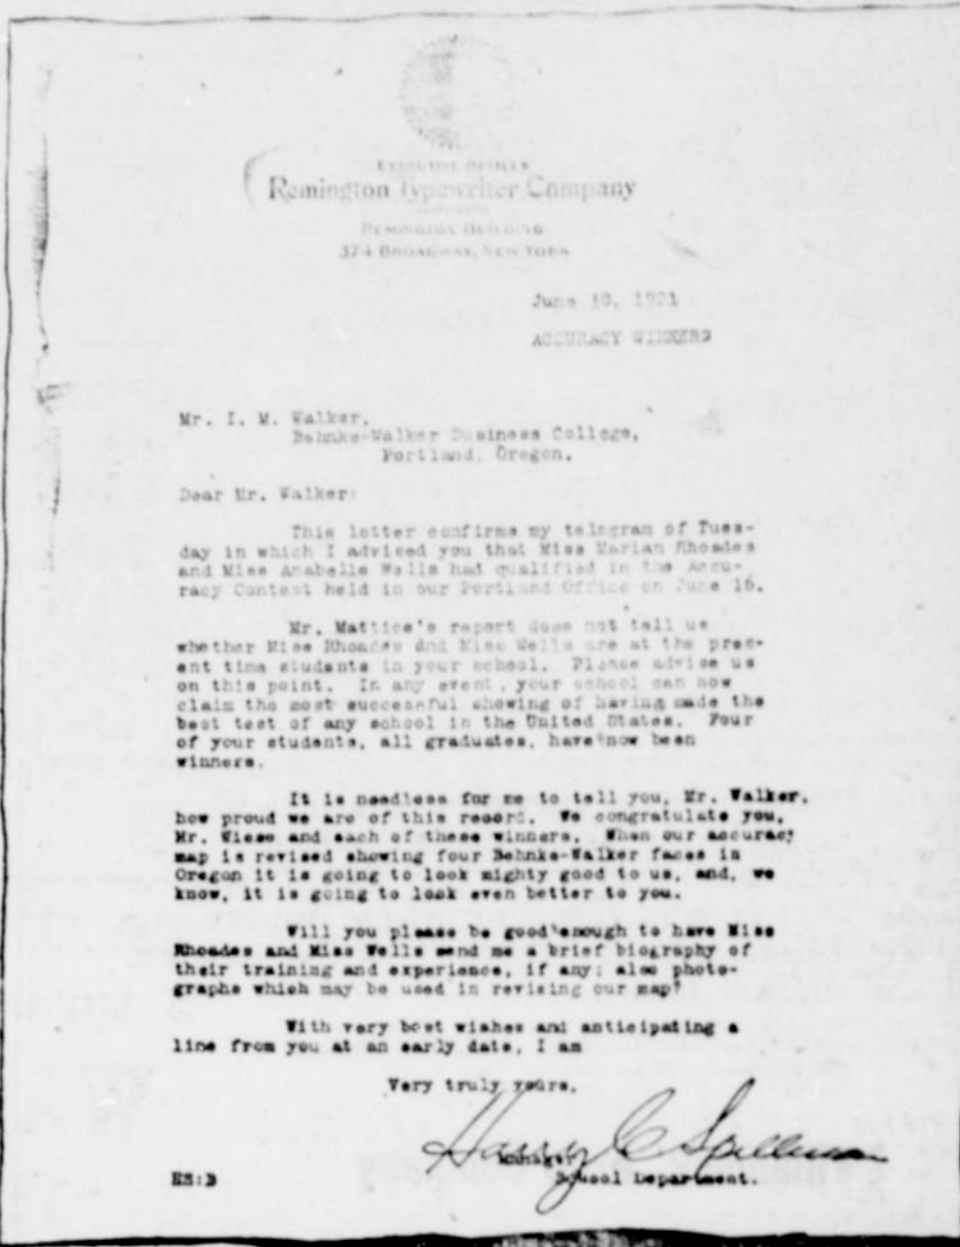 EXECUTIVE OFFICES
Remington Typewriter Company
REMINGTON BUILDING
374 BROADWAY, NEW YORK
June 30, 1921
ACCURACY WINNERS
Mr. I. M. Walker,
Behnke-Walker Business College,
Portland, Oregon.
Dear Mr. Walker:
This letter confirms my telegram of Tues-
day in which I advised you that Miss Marian Rhoades
and Miss Anabelle Wells had qualified in the Accu-
racy Contest held in our Portland Office on June 16.
Mr. Mattice's report does not tell us
whether Miss Rhoades and Miss Wells are at the pres-
ent time students in your school. Please advise us
on this point. In any event, your school can now
claim the most successful showing of having made the
best test of any school in the United States. Four
of your students, all graduates, have now been
winners.
It is needless for me to tell you, Mr. Walker,
how proud we are of this record. We congratulate you,
Mr. Wiese and each of these winners. When our accuracy
map is revised showing four Behnke-Walker faces in
Oregon it is going to look mighty good to us, and, we
know, it is going to look even better to you.
Will you please be good enough to have Miss
Rhoades and Miss Wells send me a brief biography of
their training and experience, if any; also photo-
graphs which may be used in revising our map?
With very best wishes and anticipating a
line from you at an early date, I am
Very truly yours,
Harry C Spillman
Manager
School Department.
HS:B